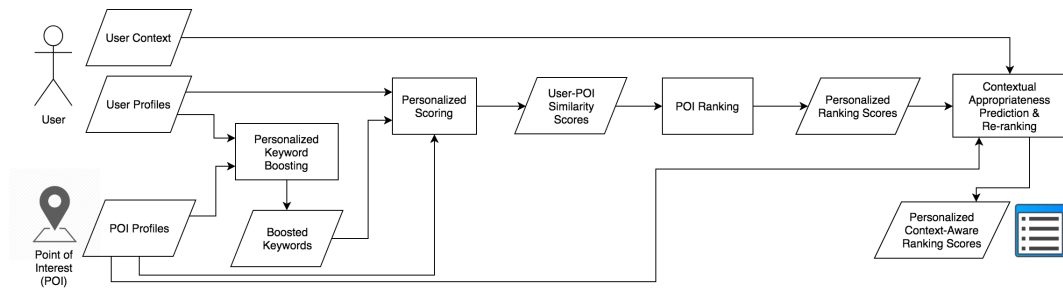 User Context
User Profiles
User
Personalized
Keyword
Boosting
Personalized
Scoring
User-POI
Similarity
Scores
POI Ranking
Personalized
Ranking Scores
Contextual
Appropriateness
Prediction &
Re-ranking
POI Profiles
Boosted
Keywords
Personalized
Context-Aware
Ranking Scores
Point of
Interest
(POI)